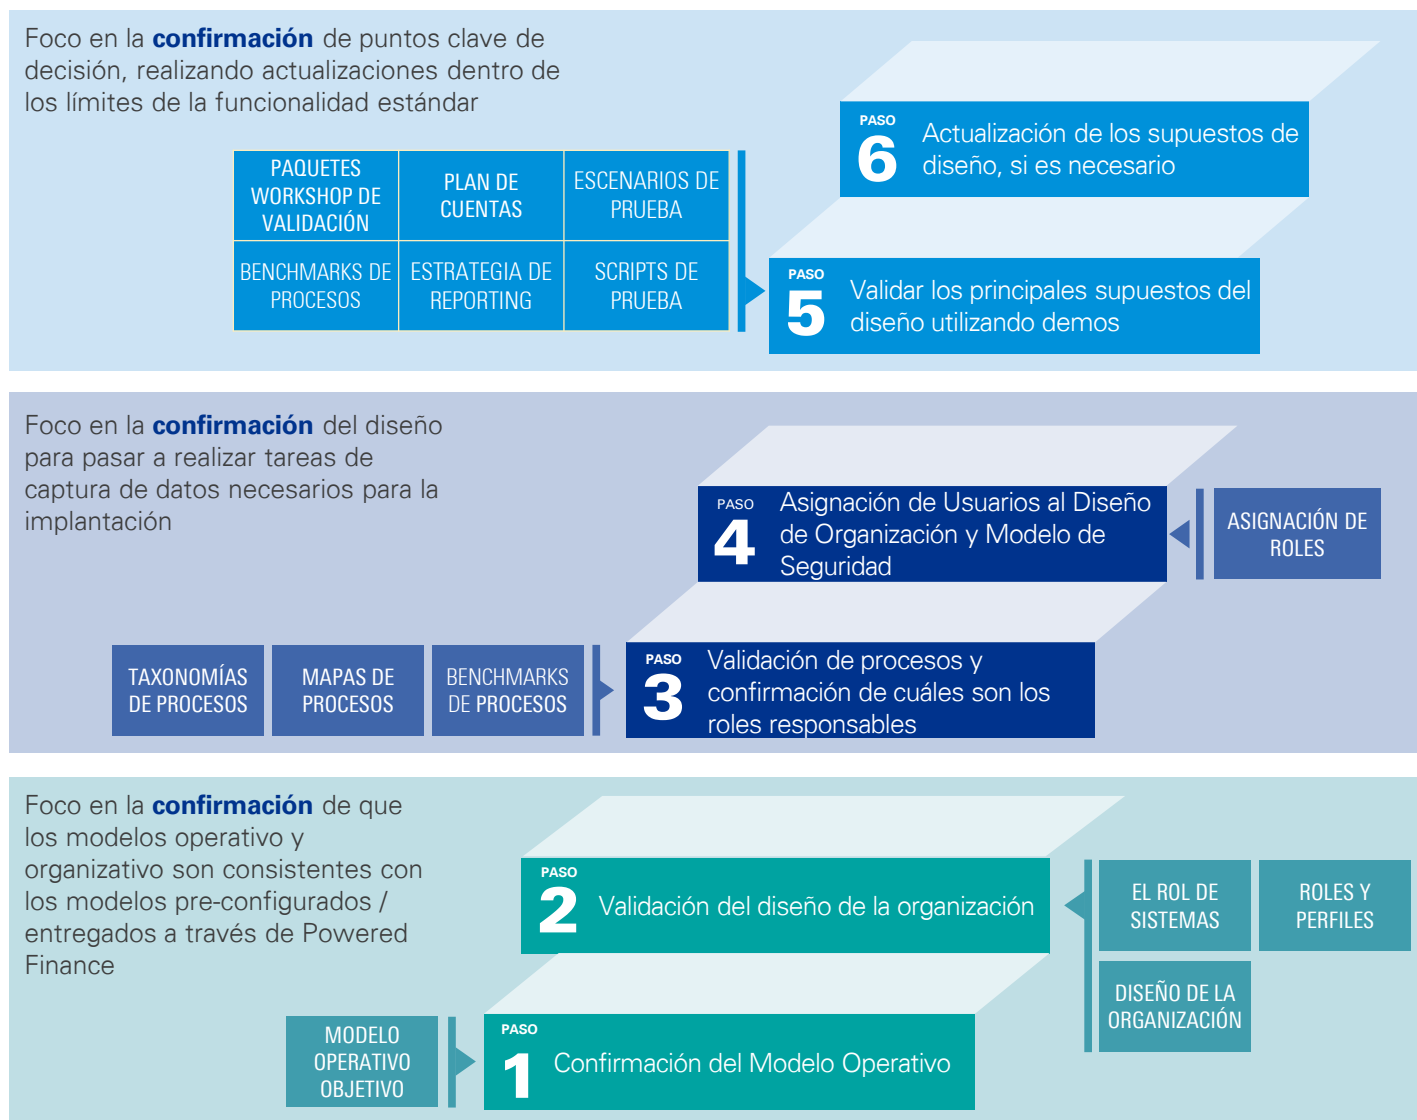 Foco en la confirmación de puntos clave de
decisión, realizando actualizaciones dentro de
los límites de la funcionalidad estándar
PASO
6
Actualización de los supuestos de
diseño, si es necesario
PAQUETES
WORKSHOP DE
VALIDACIÓN
PLAN DE
CUENTAS
ESCENARIOS DE
PRUEBA
BENCHMARKS DE
PROCESOS
ESTRATEGIA DE
REPORTING
SCRIPTS DE
PRUEBA
PASO
5
Validar los principales supuestos del
diseño utilizando demos
Foco en la confirmación del diseño
para pasar a realizar tareas de
captura de datos necesarios para la
implantación
PASO
4
Asignación de Usuarios al Diseño
de Organización y Modelo de
Seguridad
ASIGNACIÓN DE
ROLES
TAXONOMÍAS
DE PROCESOS
MAPAS DE
PROCESOS
BENCHMARKS
DE PROCESOS
PASO
3
Validación de procesos y
confirmación de cuáles son los
roles responsables
Foco en la confirmación de que
los modelos operativo y
organizativo son consistentes con
los modelos pre-configurados /
entregados a través de Powered
Finance
PASO
2
Validación del diseño de la organización
EL ROL DE
SISTEMAS
ROLES Y
PERFILES
DISEÑO DE LA
ORGANIZACIÓN
MODELO
OPERATIVO
OBJETIVO
PASO
1
Confirmación del Modelo Operativo